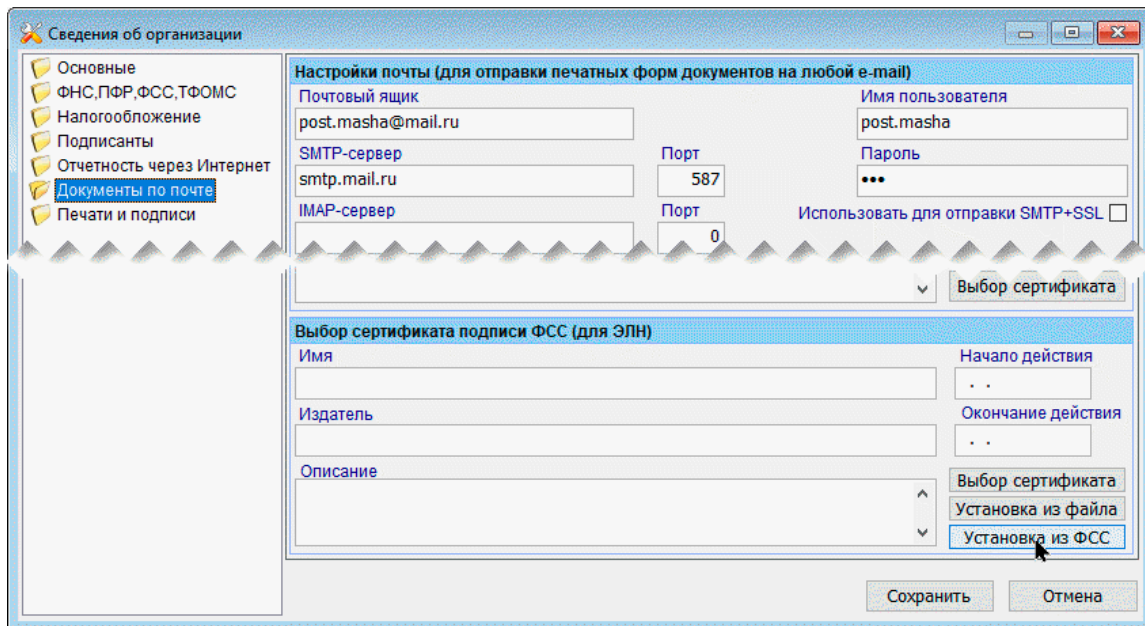 Сведения об организации
Основные
ФНС,ПФР,ФСС,ТФОМС
Налогообложение
Подписанты
Отчетность через Интернет
Документы по почте
Печати и подписи
Настройки почты (для отправки печатных форм документов на любой e-mail)
Почтовый ящик Имя пользователя
post.masha@mail.ru post.masha
SMTP-сервер Порт Пароль
smtp.mail.ru 587 •••
IMAP-сервер Порт Использовать для отправки SMTP+SSL
0
Выбор сертификата
Выбор сертификата подписи ФСС (для ЭЛН)
Имя Начало действия
. .
Издатель Окончание действия
. .
Описание
Выбор сертификата
Установка из файла
Установка из ФСС
Сохранить Отмена